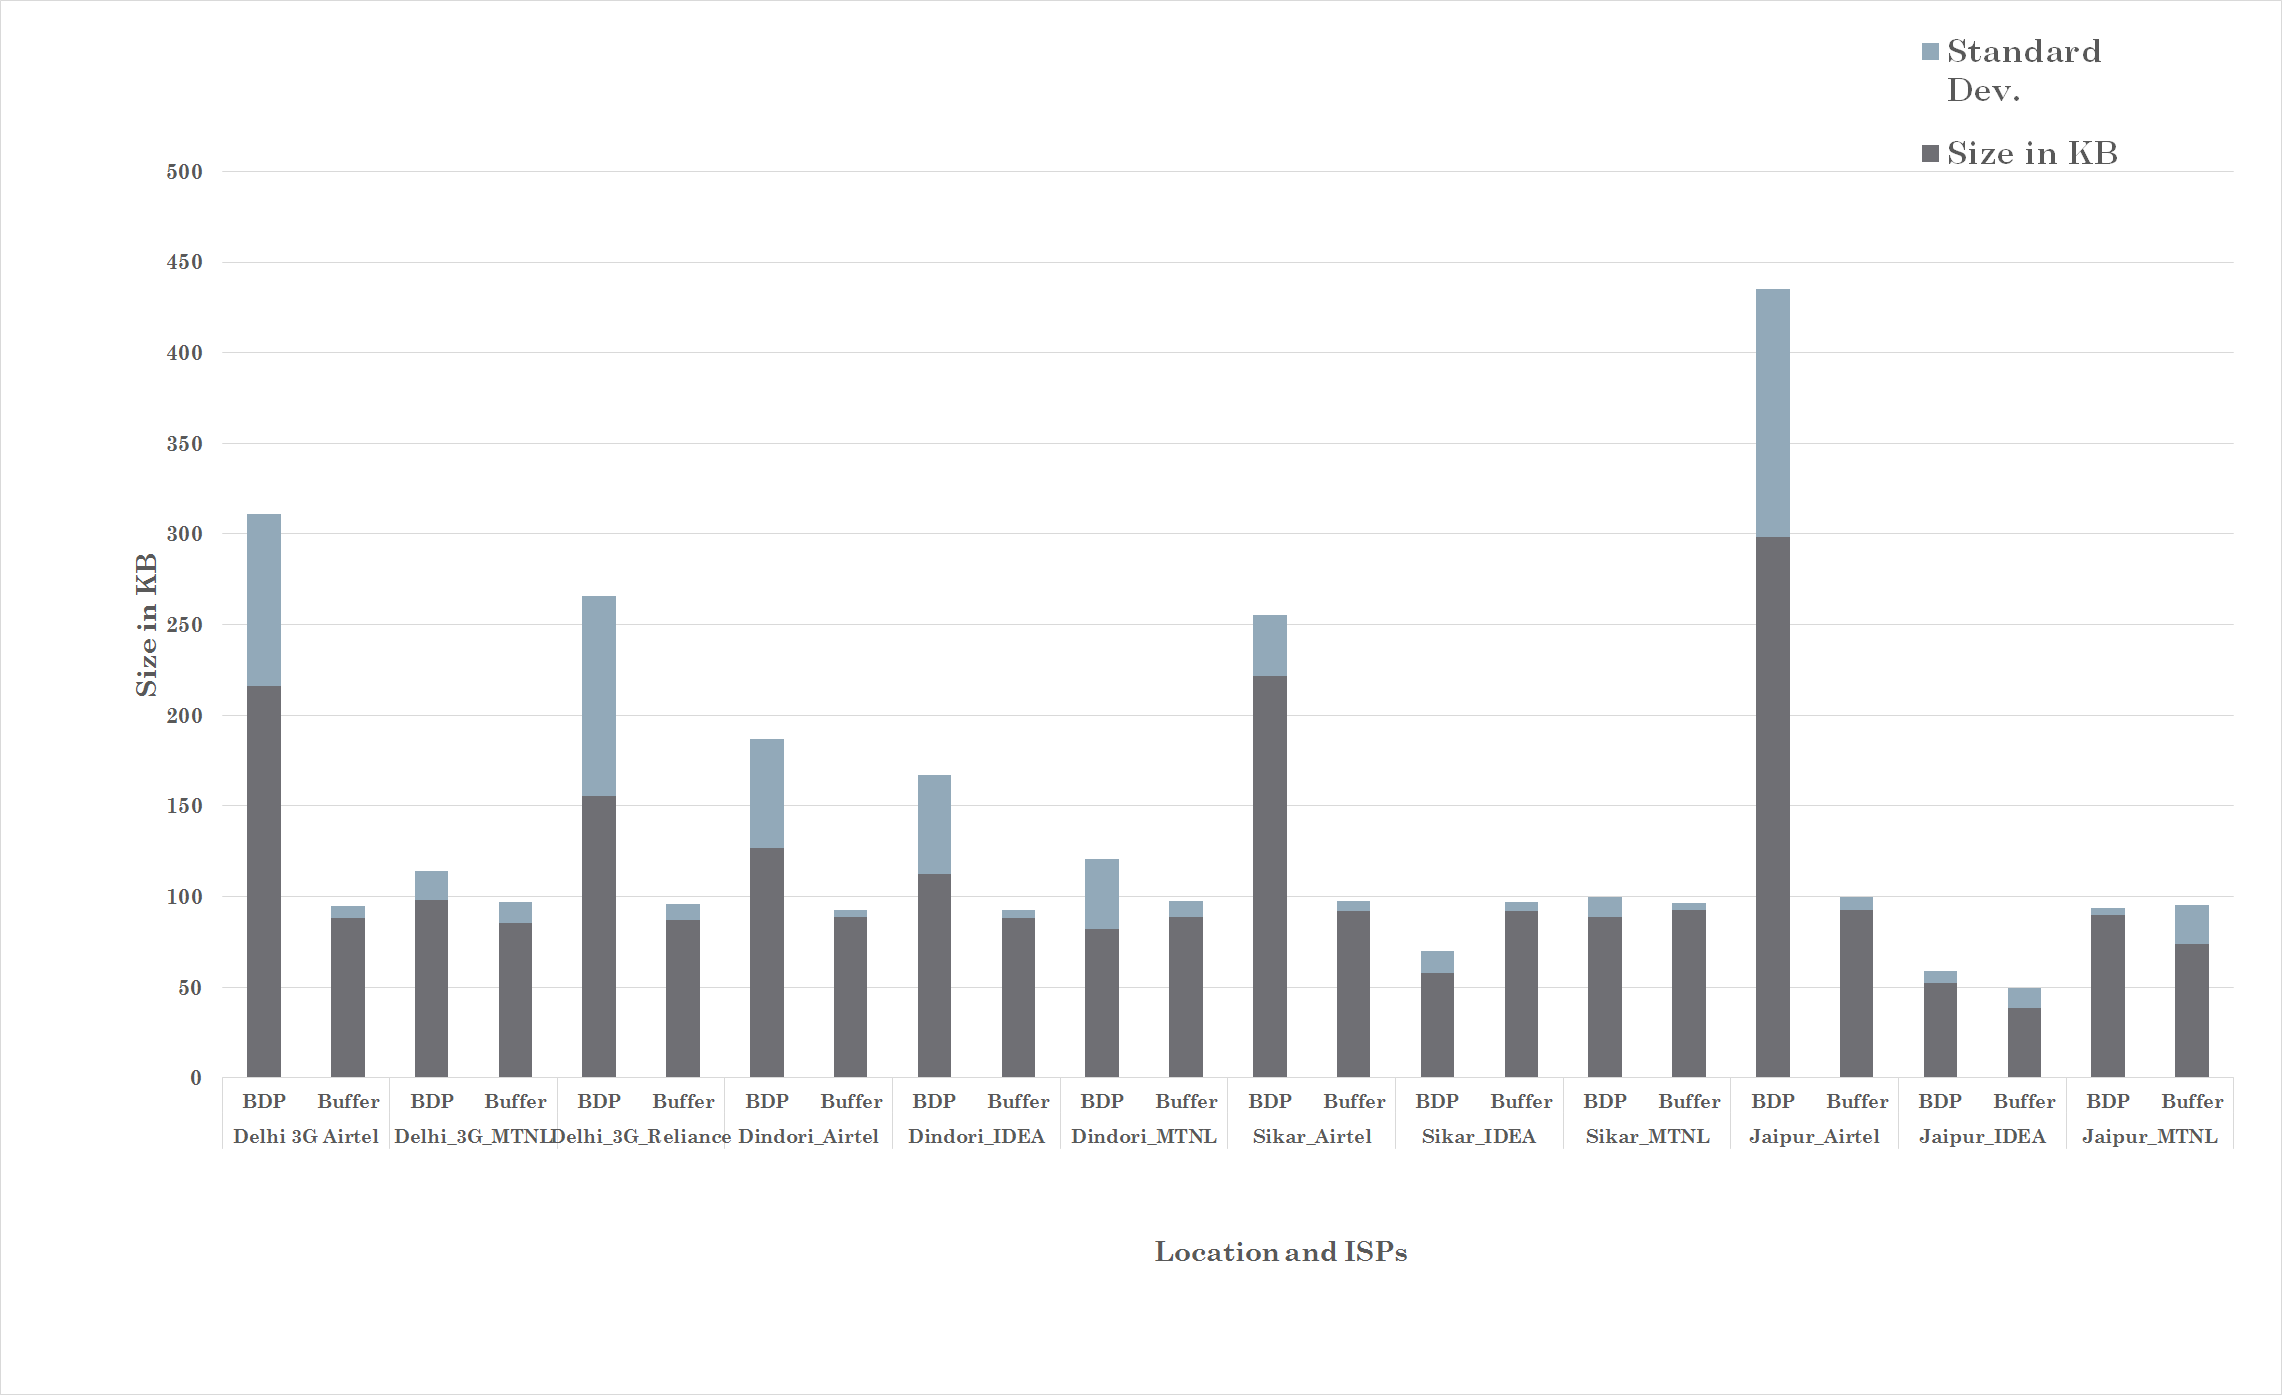 Standard
Dev.
Size in KB
500
450
400
350
300
250
200
150
100
50
0
Size in KB
BDP Buffer BDP Buffer BDP Buffer BDP Buffer BDP Buffer BDP Buffer BDP Buffer BDP Buffer BDP Buffer BDP Buffer BDP Buffer BDP Buffer
Delhi 3G Airtel Delhi_3G_MTNL Delhi_3G_Reliance Dindori_Airtel Dindori_IDEA Dindori_MTNL Sikar_Airtel Sikar_IDEA Sikar_MTNL Jaipur_Airtel Jaipur_IDEA Jaipur_MTNL
Location and ISPs